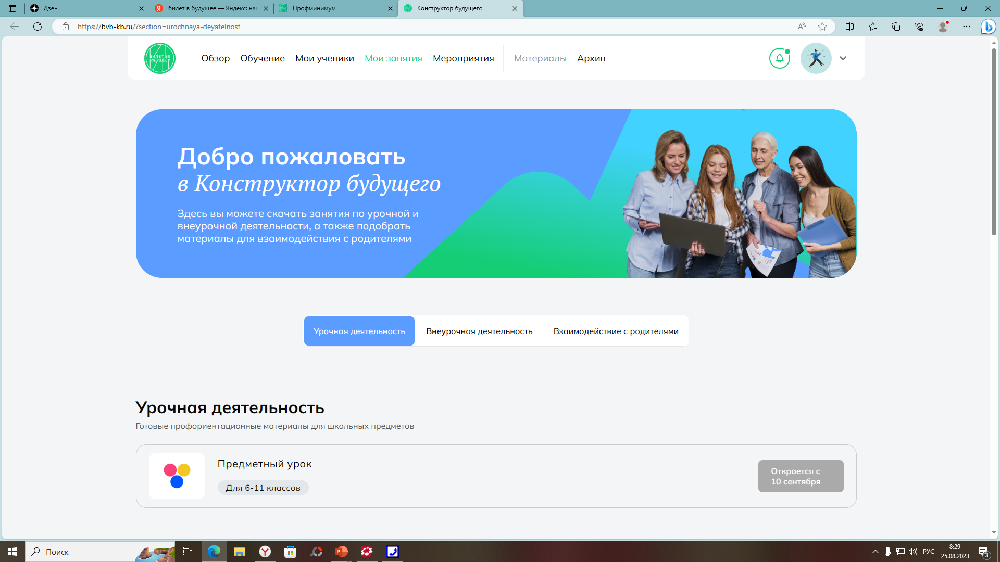 Дзен
билет в будущее — Яндекс: наш
Профминимум
Конструктор будущего
https://bvb-kb.ru/?section=urochnaya-deyatelnost
БИЛЕТ В
БУДУЩЕЕ
Обзор
Обучение
Мои ученики
Мои занятия
Мероприятия
Материалы
Архив
Добро пожаловать
в Конструктор будущего
Здесь вы можете скачать занятия по урочной и
внеурочной деятельности, а также подобрать
материалы для взаимодействия с родителями
Урочная деятельность
Внеурочная деятельность
Взаимодействие с родителями
Урочная деятельность
Готовые профориентационные материалы для школьных предметов
Предметный урок
Для 6-11 классов
Откроется с
10 сентября
Поиск
РУС
8:29
25.08.2023
3